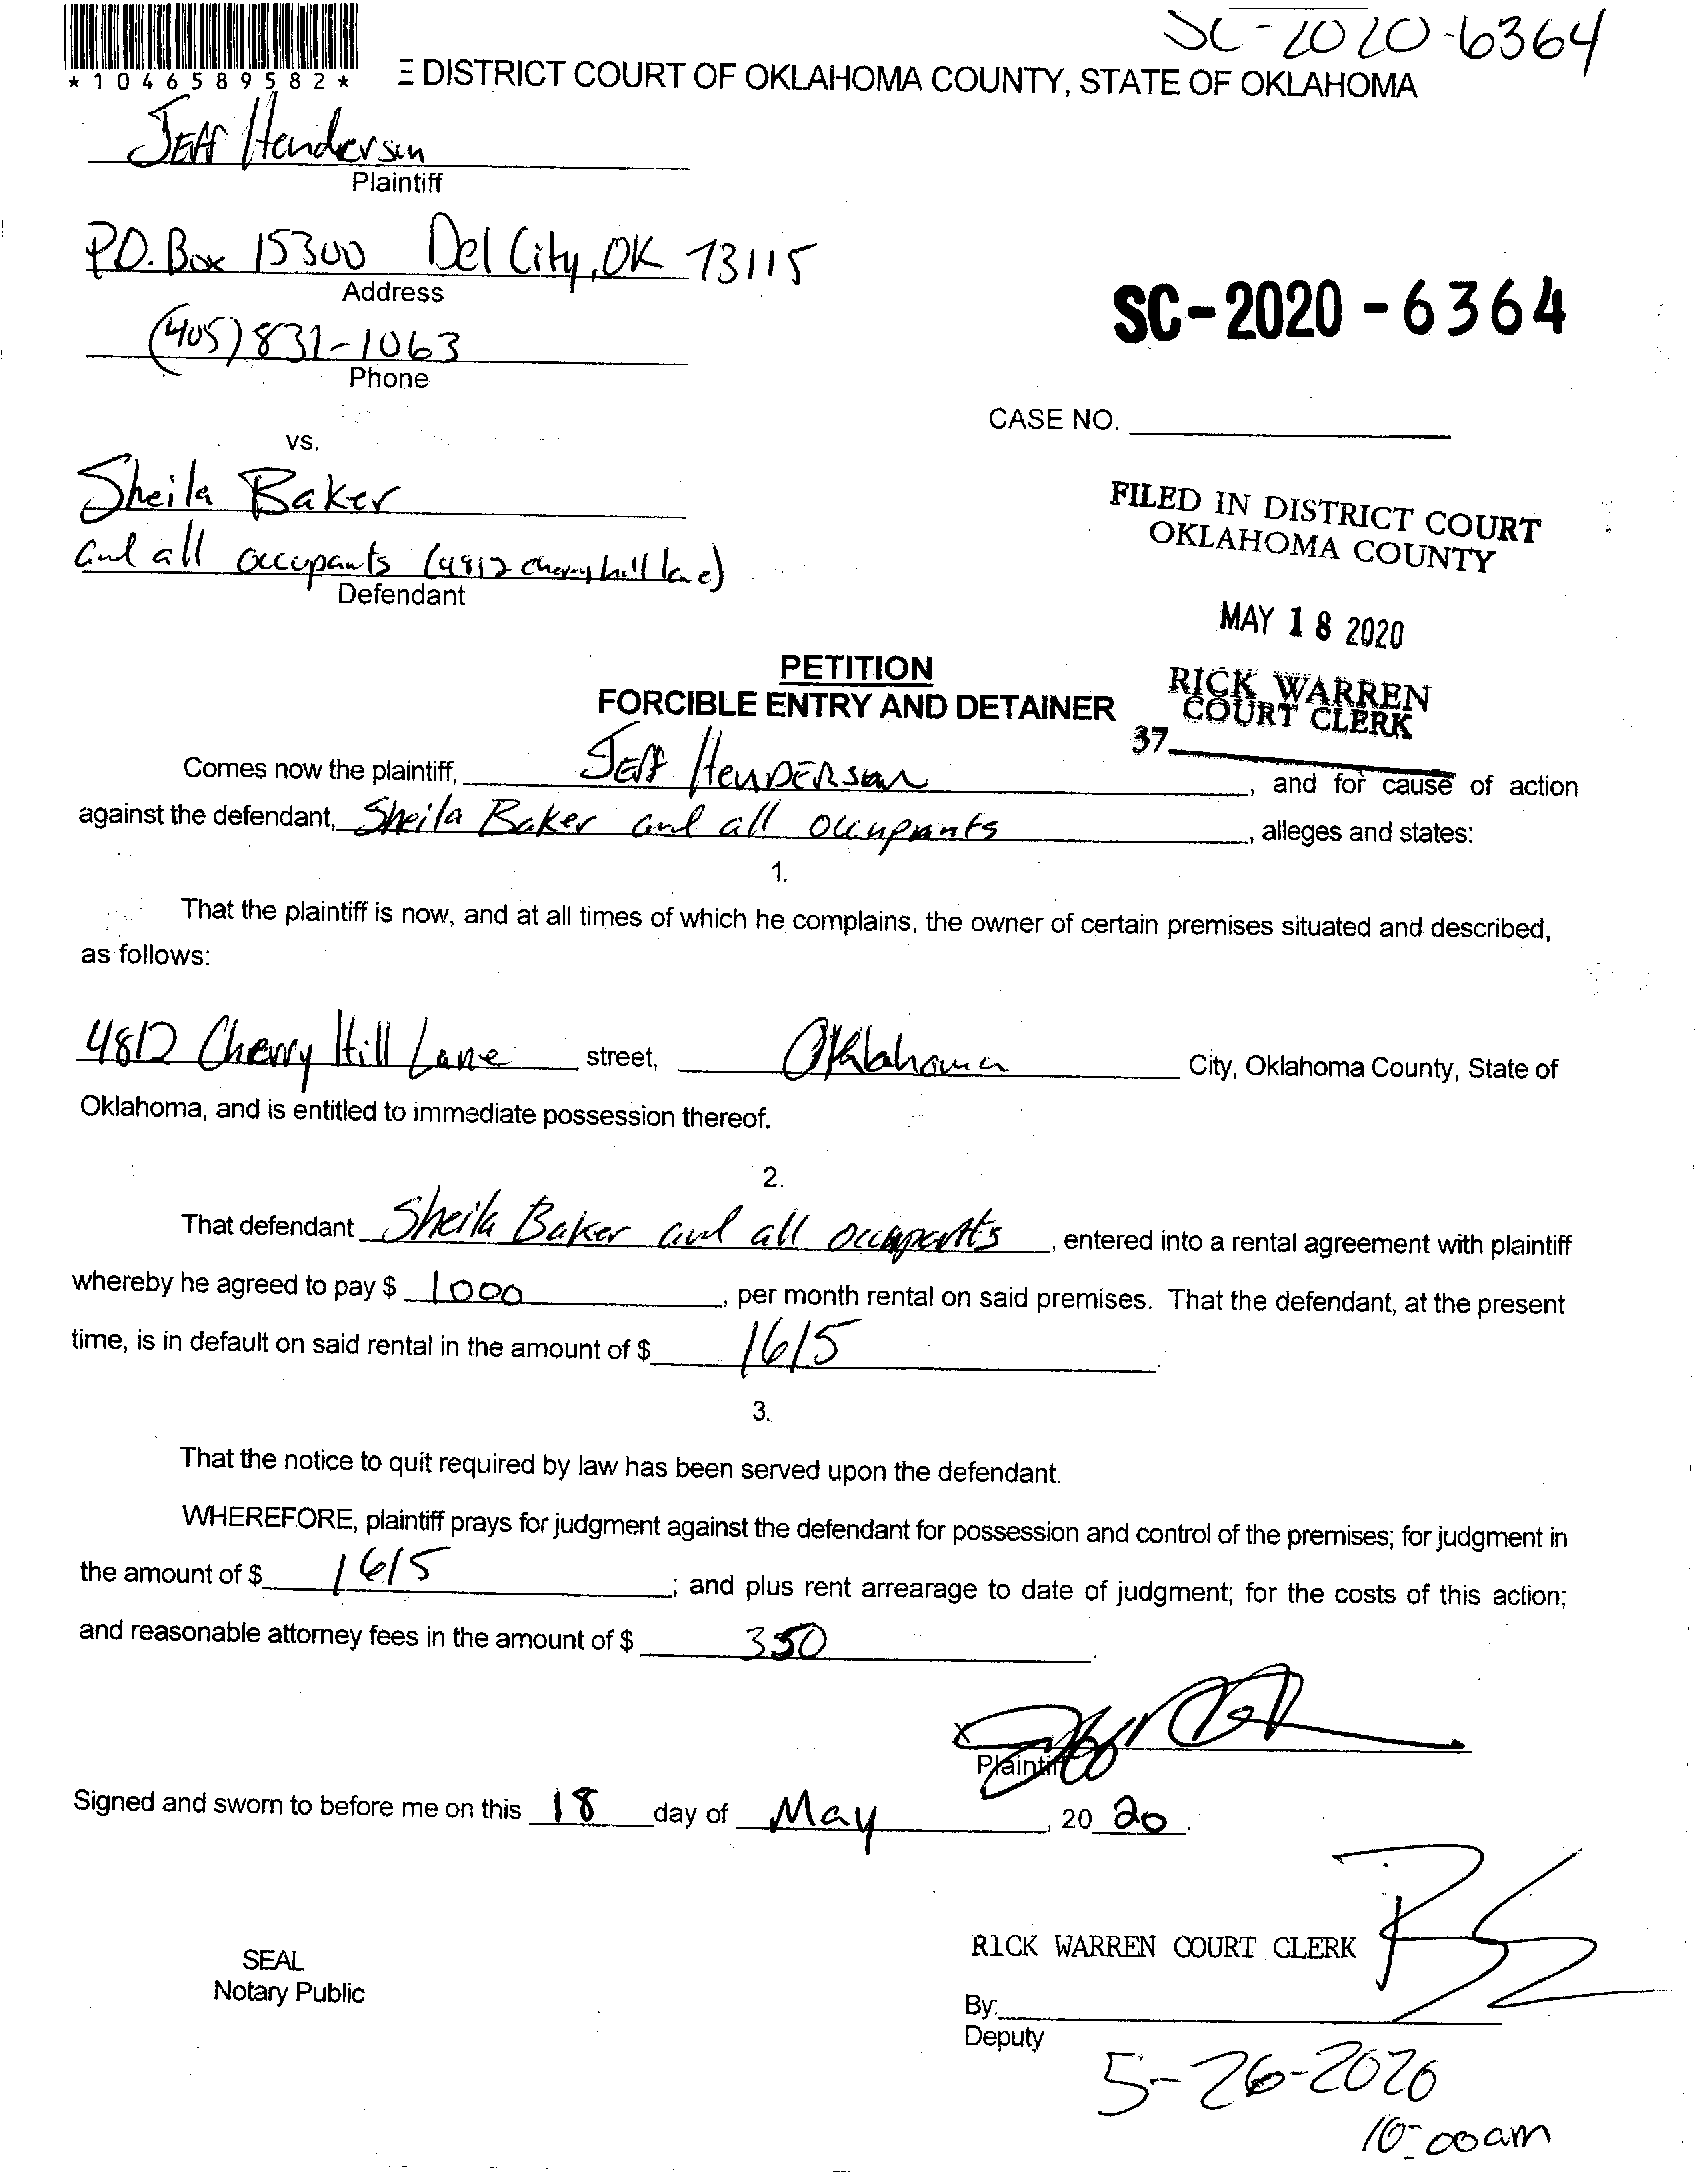 SC-2020-6364
*1046589582*
E DISTRICT COURT OF OKLAHOMA COUNTY, STATE OF OKLAHOMA
Jeff Henderson
Plaintiff
P.O. Box 15300 Del City, OK 73115
Address
(405) 831-1063
Phone
SC-2020-6364
CASE NO.
vs.
Sheila Baker
and all occupants (4812 cherry hill lane)
Defendant
FILED IN DISTRICT COURT
OKLAHOMA COUNTY
MAY 18 2020
RICK WARREN
COURT CLERK
37
PETITION
FORCIBLE ENTRY AND DETAINER
Comes now the plaintiff, Jeff Henderson, and for cause of action
against the defendant, Sheila Baker and all occupants, alleges and states:
1.
That the plaintiff is now, and at all times of which he complains, the owner of certain premises situated and described,
as follows:
4812 Cherry Hill Lane street, Oklahoma City, Oklahoma County, State of
Oklahoma, and is entitled to immediate possession thereof.
2.
That defendant Sheila Baker and all occupants, entered into a rental agreement with plaintiff
whereby he agreed to pay $ 1000, per month rental on said premises. That the defendant, at the present
time, is in default on said rental in the amount of $ 1615.
3.
That the notice to quit required by law has been served upon the defendant.
WHEREFORE, plaintiff prays for judgment against the defendant for possession and control of the premises; for judgment in
the amount of $ 1615; and plus rent arrearage to date of judgment; for the costs of this action;
and reasonable attorney fees in the amount of $ 350.
x
Plaintiff
Signed and sworn to before me on this 18 day of May, 2020.
SEAL
Notary Public
RICK WARREN COURT CLERK
By:
Deputy
5-26-2020
10:00am